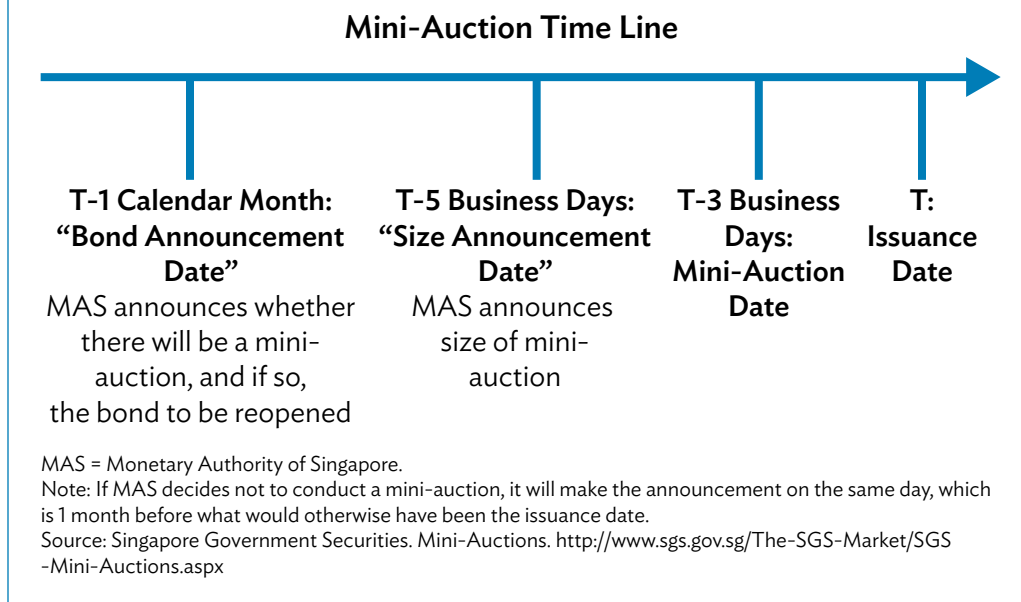 Mini-Auction Time Line
T-1 Calendar Month:
“Bond Announcement
Date”
MAS announces whether
there will be a mini-
auction, and if so,
the bond to be reopened
T-5 Business Days:
“Size Announcement
Date”
MAS announces
size of mini-
auction
T-3 Business
Days:
Mini-Auction
Date
T:
Issuance
Date
MAS = Monetary Authority of Singapore.
Note: If MAS decides not to conduct a mini-auction, it will make the announcement on the same day, which
is 1 month before what would otherwise have been the issuance date.
Source: Singapore Government Securities. Mini-Auctions. http://www.sgs.gov.sg/The-SGS-Market/SGS
-Mini-Auctions.aspx